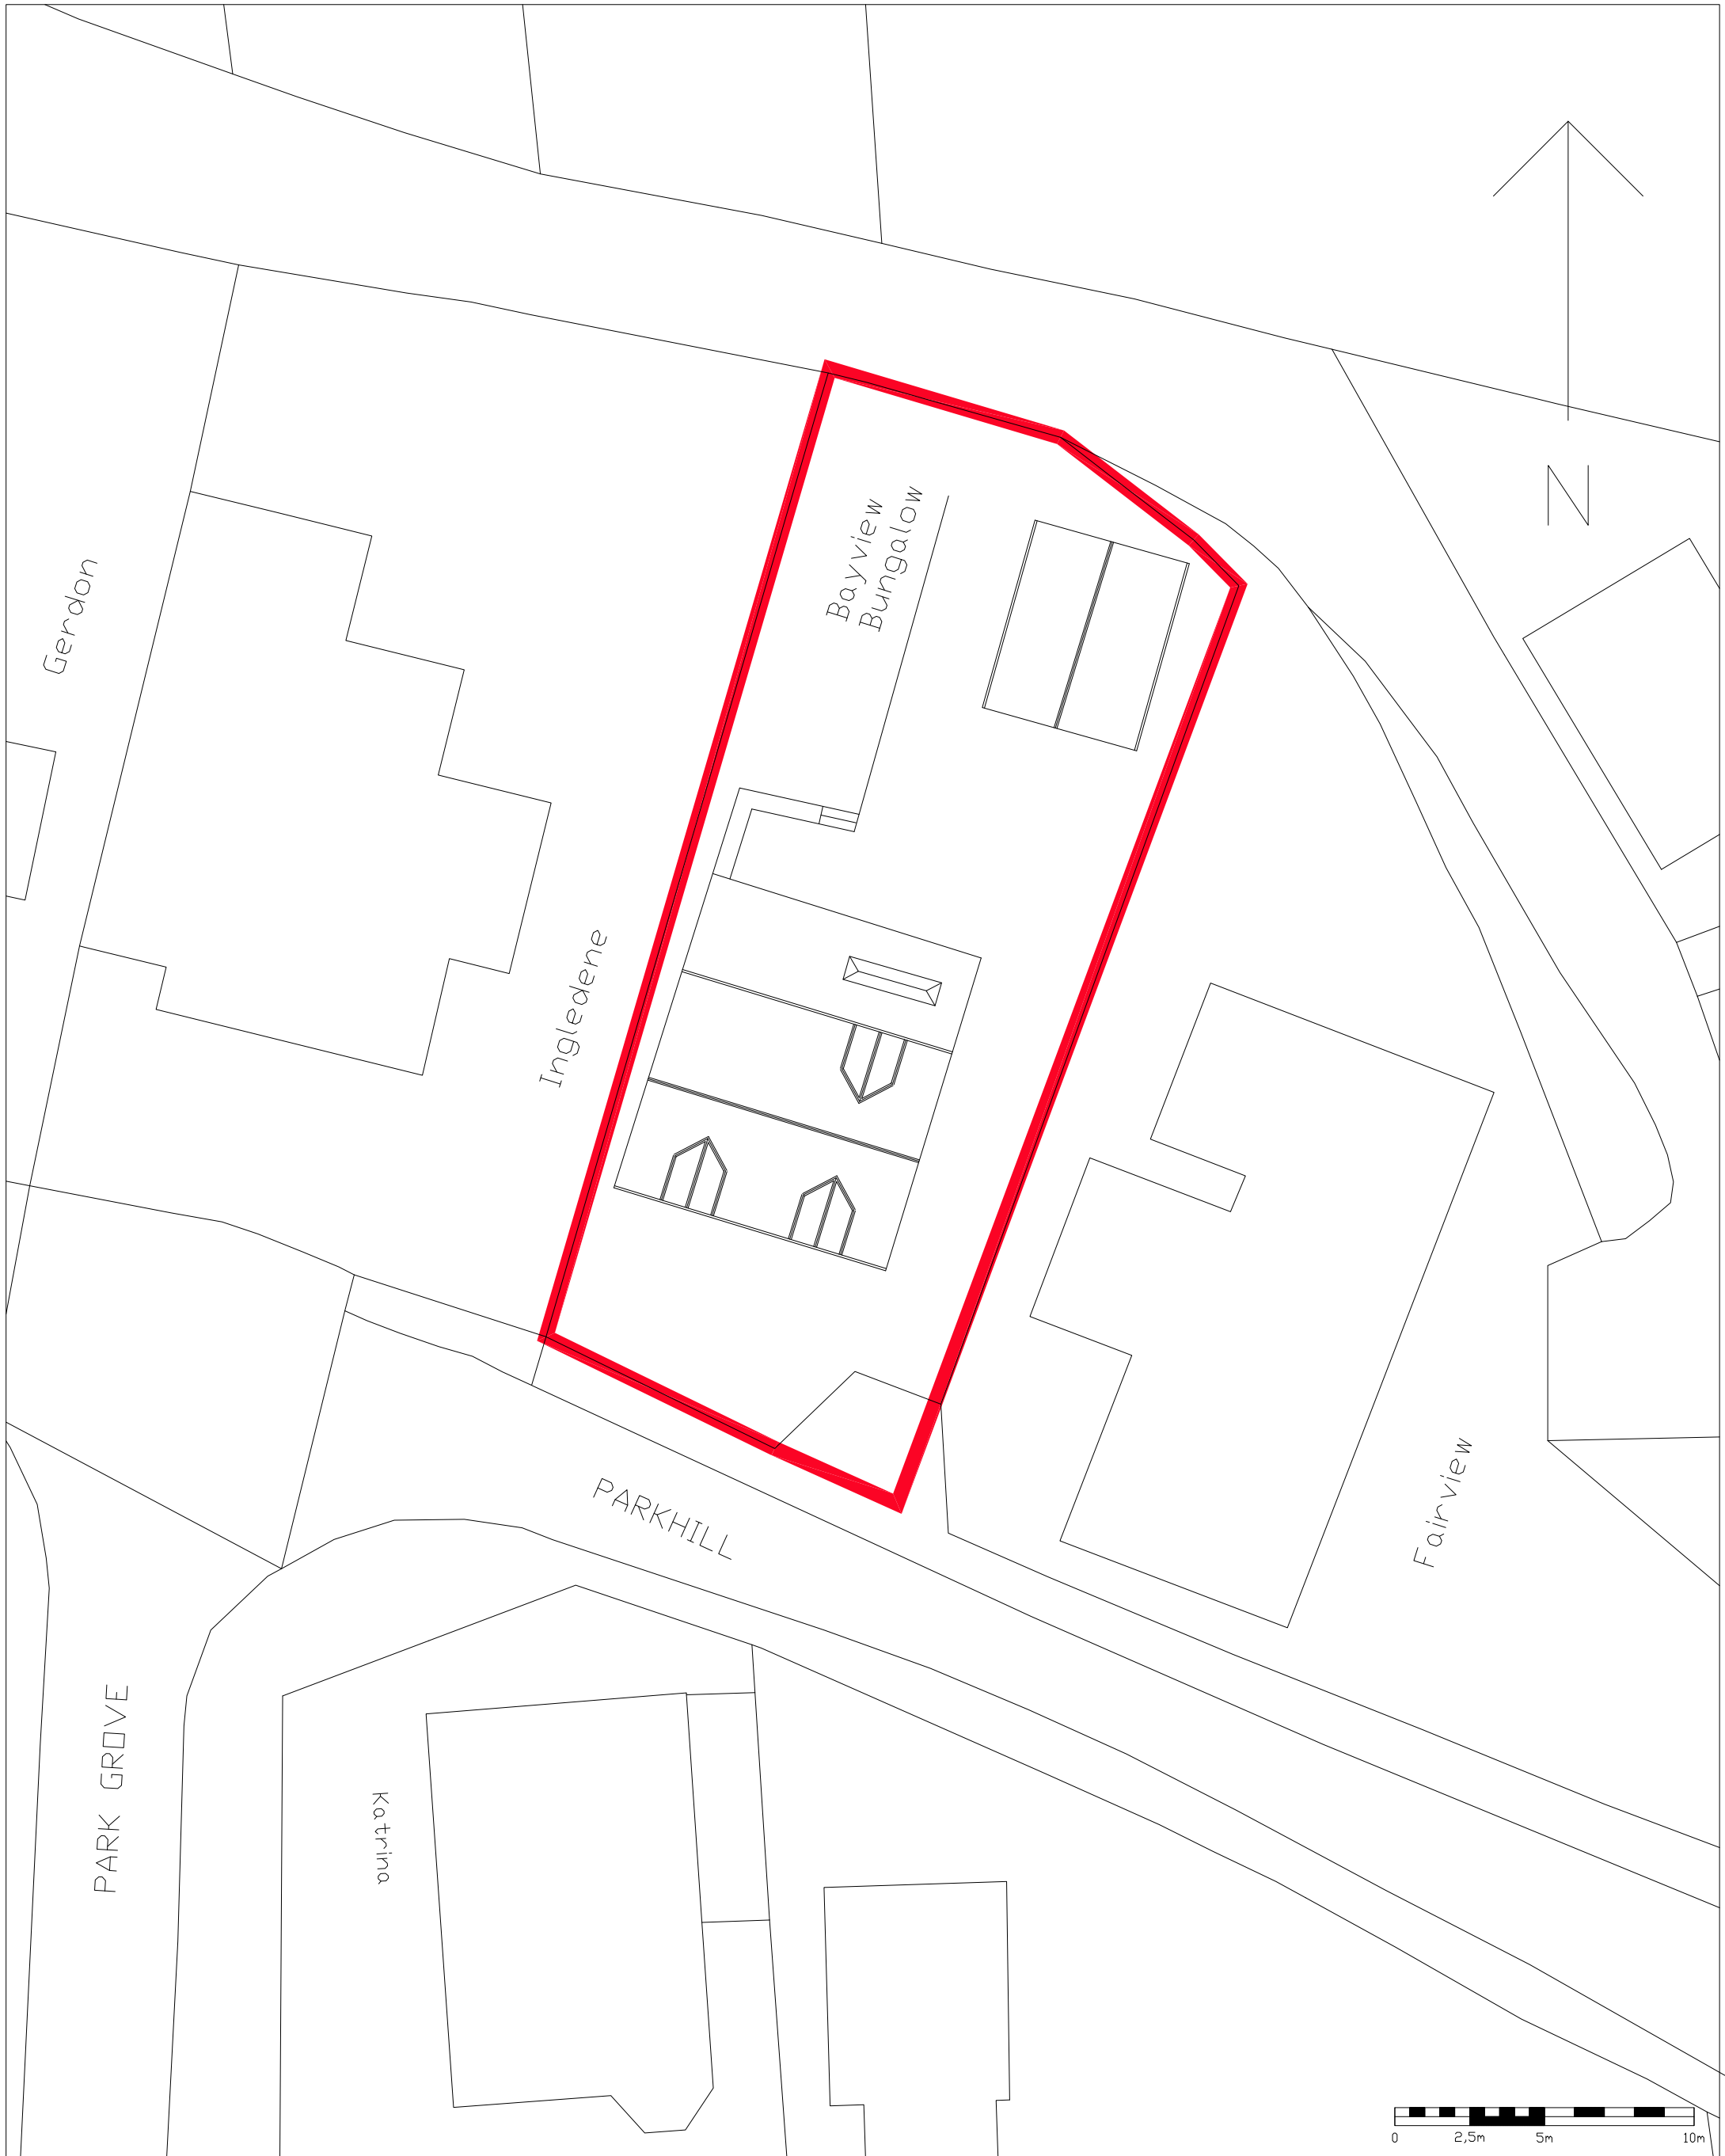 N
Bayview
Bungalow
Gerdon
Ingledene
Fairview
PARKHILL
PARK GROVE
Katrina
0 2,5m 5m 10m